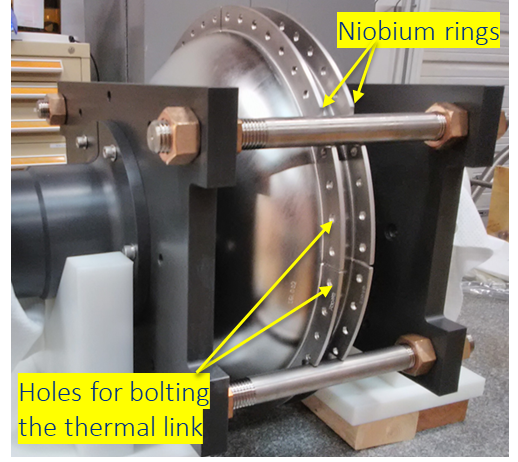 Niobium rings
Holes for bolting
the thermal link